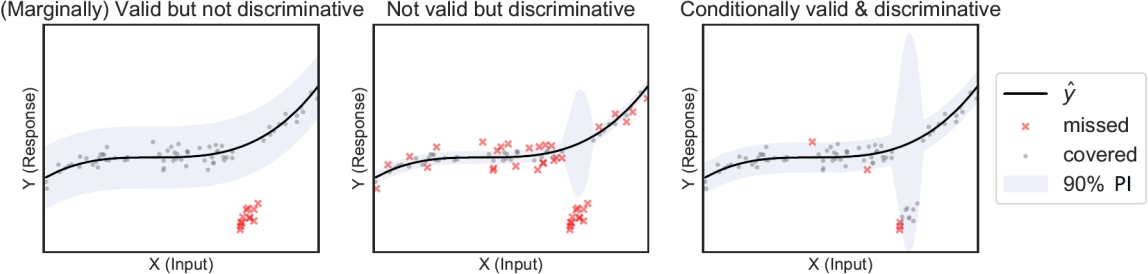 (Marginally) Valid but not discriminative
Not valid but discriminative
Conditionally valid & discriminative
Y (Response)
X (Input)
Y (Response)
X (Input)
Y (Response)
X (Input)
ŷ
missed
covered
90% PI